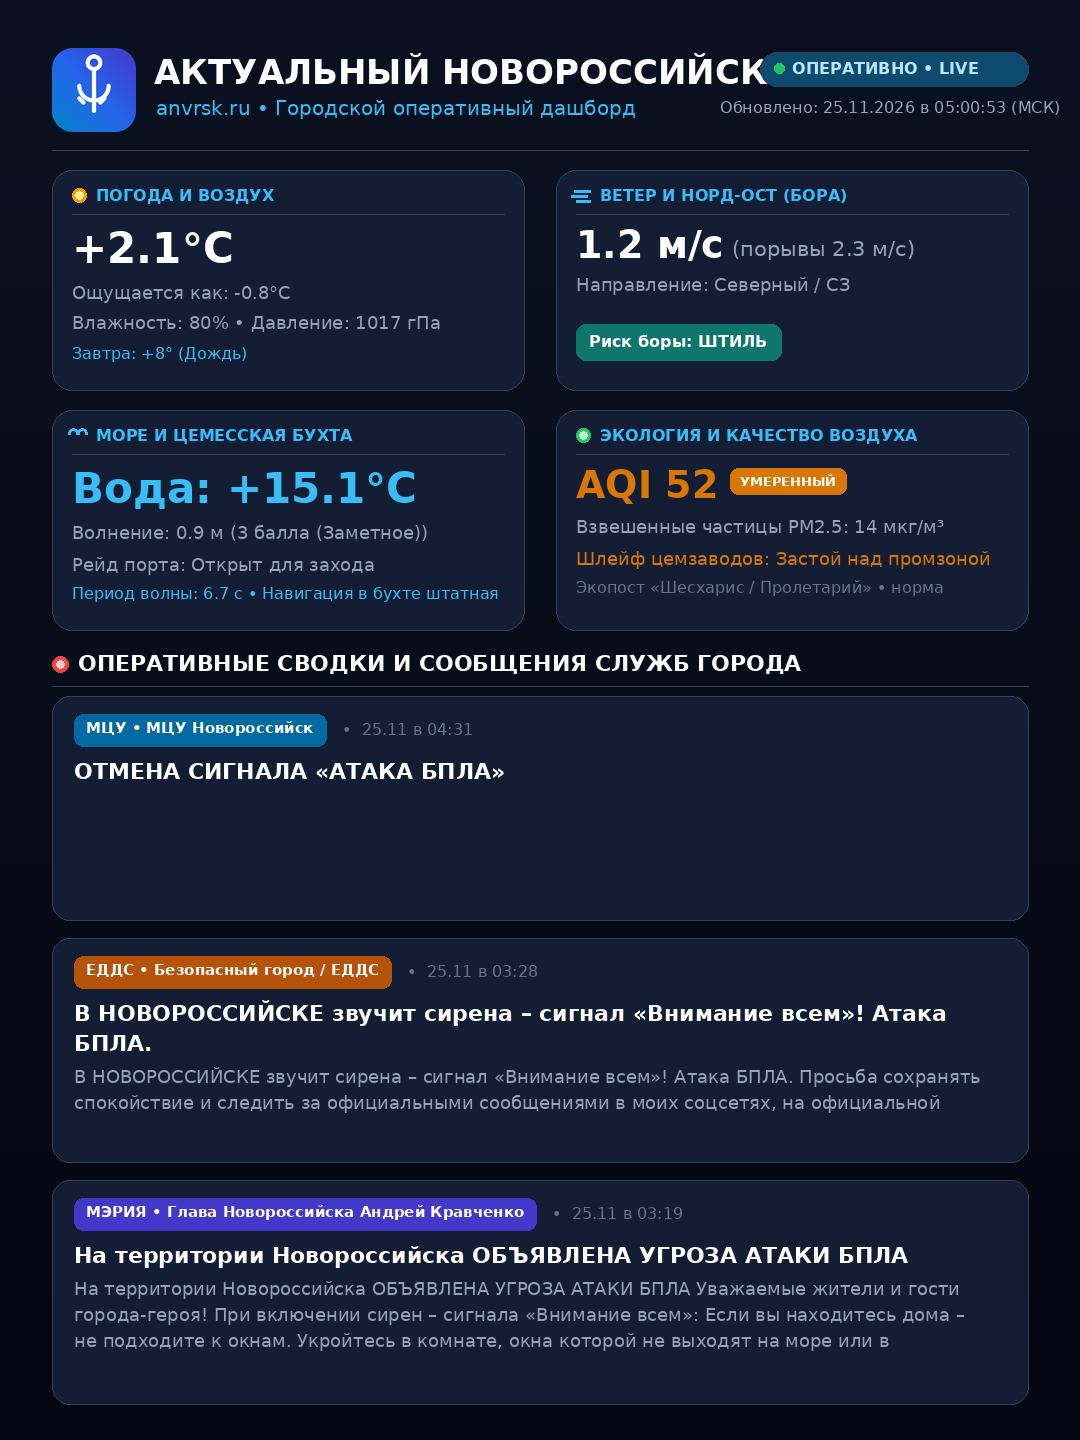 АКТУАЛЬНЫЙ НОВОРОССИЙСК
ОПЕРАТИВНО • LIVE
anvrsk.ru • Городской оперативный дашборд
Обновлено: 25.11.2026 в 05:00:53 (МСК)
ПОГОДА И ВОЗДУХ
+2.1°C
Ощущается как: -0.8°C
Влажность: 80% • Давление: 1017 гПа
Завтра: +8° (Дождь)
ВЕТЕР И НОРД-ОСТ (БОРА)
1.2 м/с (порывы 2.3 м/с)
Направление: Северный / СЗ
Риск боры: ШТИЛЬ
МОРЕ И ЦЕМЕССКАЯ БУХТА
Вода: +15.1°C
Волнение: 0.9 м (3 балла (Заметное))
Рейд порта: Открыт для захода
Период волны: 6.7 с • Навигация в бухте штатная
ЭКОЛОГИЯ И КАЧЕСТВО ВОЗДУХА
AQI 52 УМЕРЕННЫЙ
Взвешенные частицы PM2.5: 14 мкг/м³
Шлейф цемзаводов: Застой над промзоной
Экопост «Шесхарис / Пролетарий» • норма
ОПЕРАТИВНЫЕ СВОДКИ И СООБЩЕНИЯ СЛУЖБ ГОРОДА
МЦУ • МЦУ Новороссийск • 25.11 в 04:31
ОТМЕНА СИГНАЛА «АТАКА БПЛА»
ЕДДС • Безопасный город / ЕДДС • 25.11 в 03:28
В НОВОРОССИЙСКЕ звучит сирена – сигнал «Внимание всем»! Атака
БПЛА.
В НОВОРОССИЙСКЕ звучит сирена – сигнал «Внимание всем»! Атака БПЛА. Просьба сохранять
спокойствие и следить за официальными сообщениями в моих соцсетях, на официальной
МЭРИЯ • Глава Новороссийска Андрей Кравченко • 25.11 в 03:19
На территории Новороссийска ОБЪЯВЛЕНА УГРОЗА АТАКИ БПЛА
На территории Новороссийска ОБЪЯВЛЕНА УГРОЗА АТАКИ БПЛА Уважаемые жители и гости
города-героя! При включении сирен – сигнала «Внимание всем»: Если вы находитесь дома –
не подходите к окнам. Укройтесь в комнате, окна которой не выходят на море или в